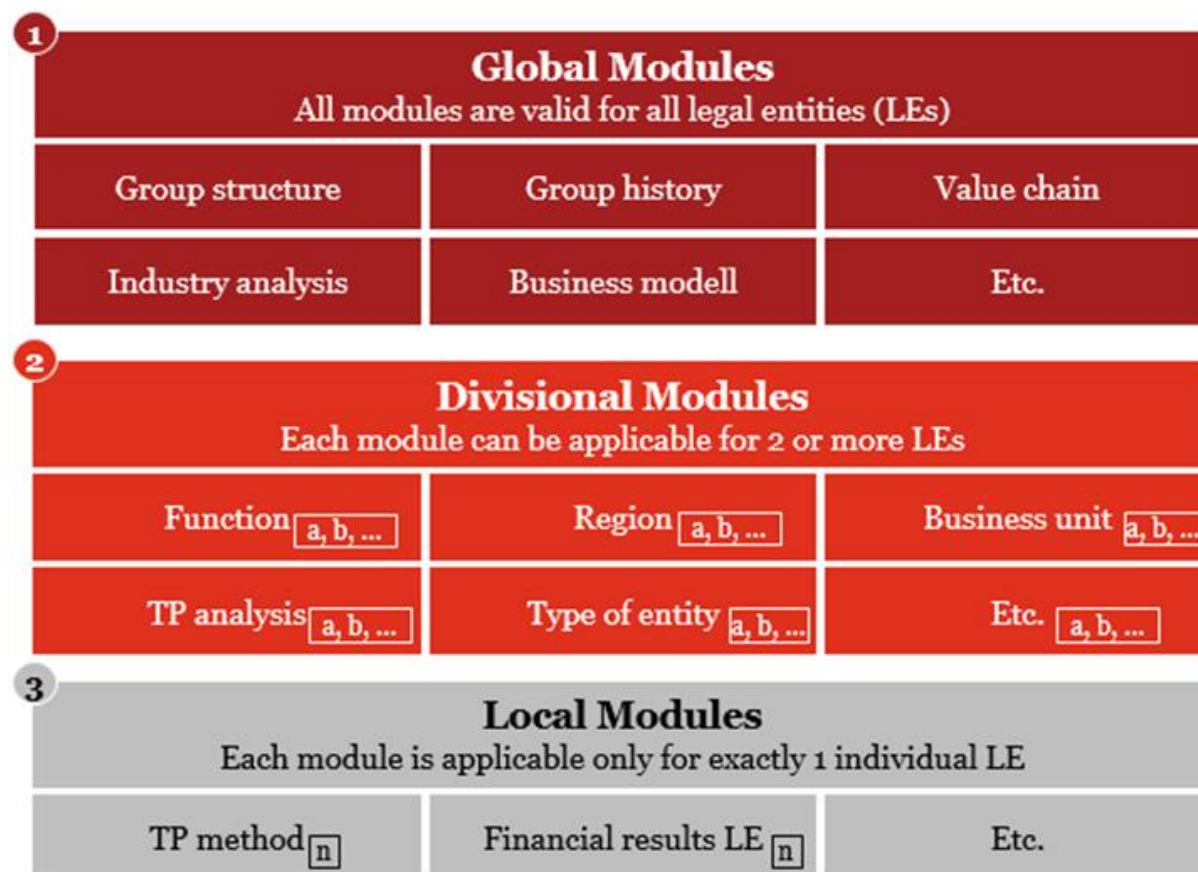 1
Global Modules
All modules are valid for all legal entities (LEs)
Group structure Group history Value chain
Industry analysis Business modell Etc.
2
Divisional Modules
Each module can be applicable for 2 or more LEs
Function a, b, ... Region a, b, ... Business unit a, b, ...
TP analysis a, b, ... Type of entity a, b, ... Etc. a, b, ...
3
Local Modules
Each module is applicable only for exactly 1 individual LE
TP method n Financial results LE n Etc.